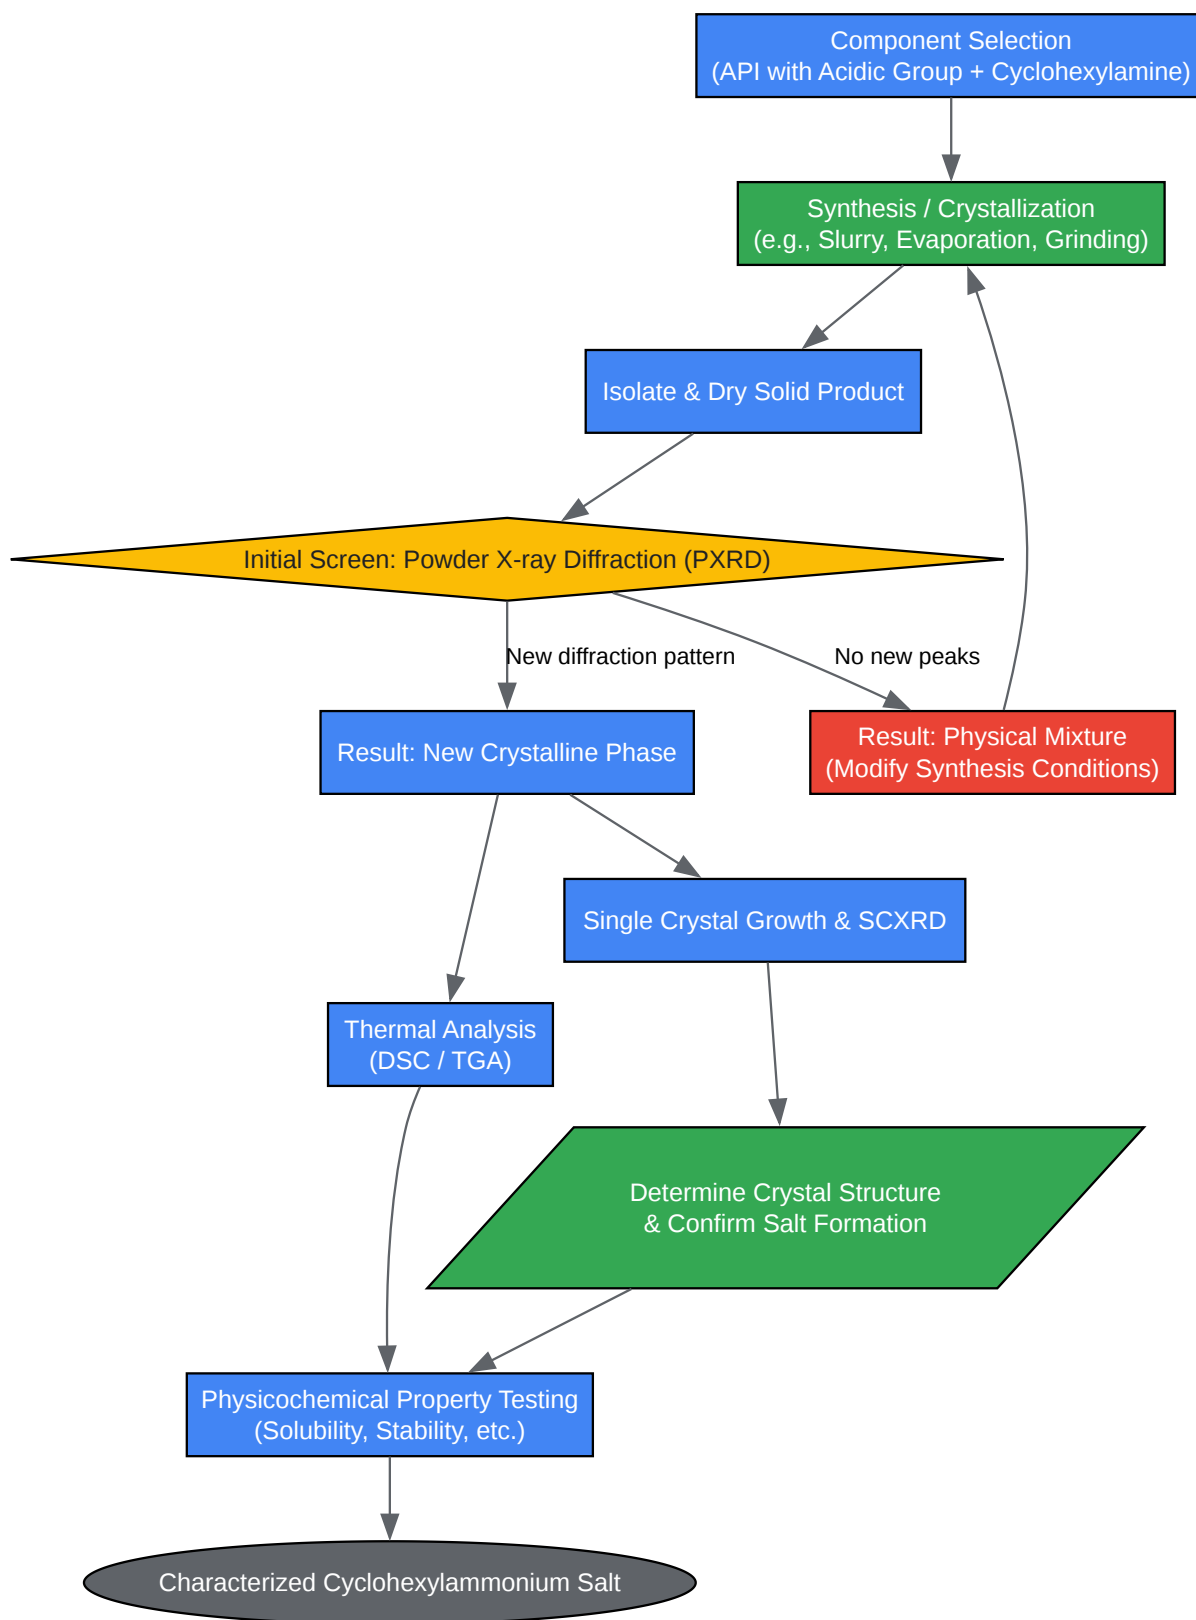 Component Selection
(API with Acidic Group + Cyclohexylamine)
Synthesis / Crystallization
(e.g., Slurry, Evaporation, Grinding)
Isolate & Dry Solid Product
Initial Screen: Powder X-ray Diffraction (PXRD)
New diffraction pattern
No new peaks
Result: New Crystalline Phase
Result: Physical Mixture
(Modify Synthesis Conditions)
Single Crystal Growth & SCXRD
Thermal Analysis
(DSC / TGA)
Determine Crystal Structure
& Confirm Salt Formation
Physicochemical Property Testing
(Solubility, Stability, etc.)
Characterized Cyclohexylammonium Salt